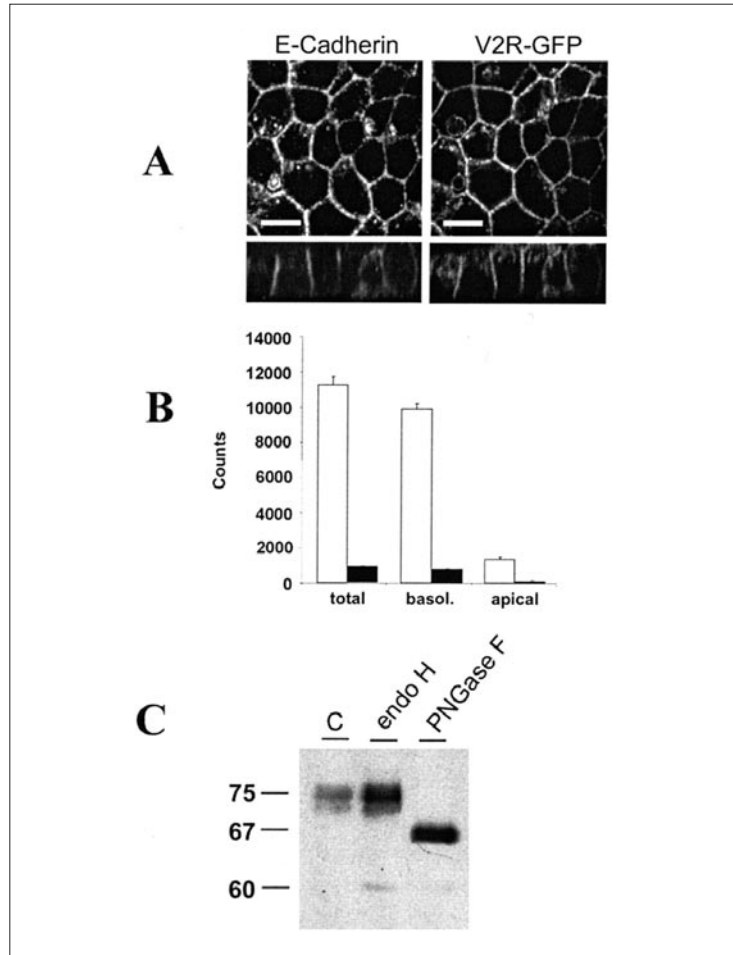 E-Cadherin V2R-GFP
A
14000
12000
B
10000
8000
6000
4000
2000
0
Counts
total basol. apical
C
C endo H PNGase F
75
67
60